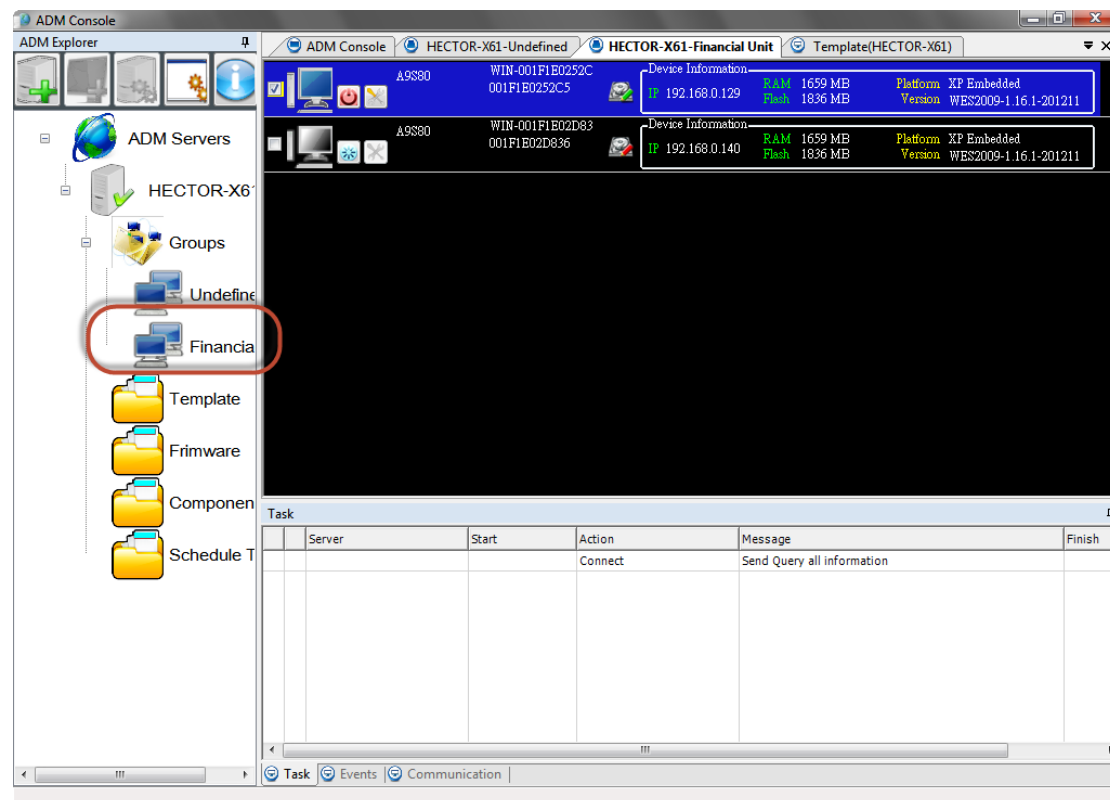 ADM Console
ADM Explorer
ADM Console HECTOR-X61-Undefined HECTOR-X61-Financial Unit Template(HECTOR-X61)
A9S80 WIN-001F1E0252C Device Information
001F1E0252C5 IP 192.168.0.129 RAM 1659 MB Platform XP Embedded
Flash 1836 MB Version WES2009-1.16.1-201211
A9S80 WIN-001F1E02D83 Device Information
001F1E02D836 IP 192.168.0.140 RAM 1659 MB Platform XP Embedded
Flash 1836 MB Version WES2009-1.16.1-201211
ADM Servers
HECTOR-X61
Groups
Undefine
Financia
Template
Frimware
Componen
Schedule T
Task
Server Start Action Message Finish
Connect Send Query all information
Task Events Communication